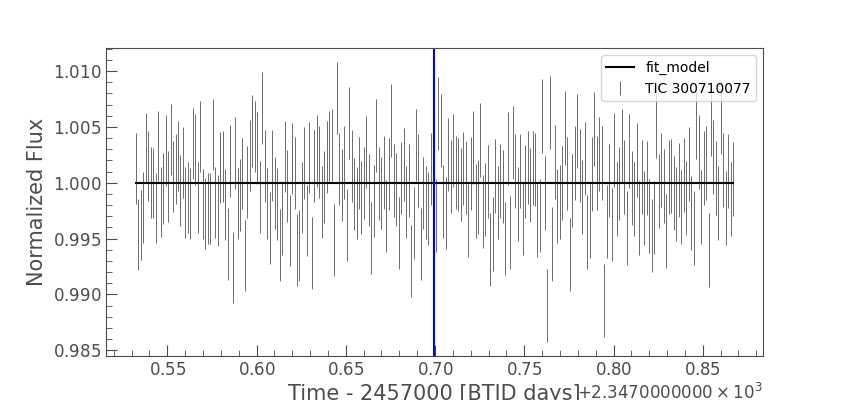 1.010
1.005
1.000
0.995
0.990
0.985
Normalized Flux
fit_model
TIC 300710077
0.55 0.60 0.65 0.70 0.75 0.80 0.85
Time - 2457000 [BTJD days]
+2.3470000000 × 10³